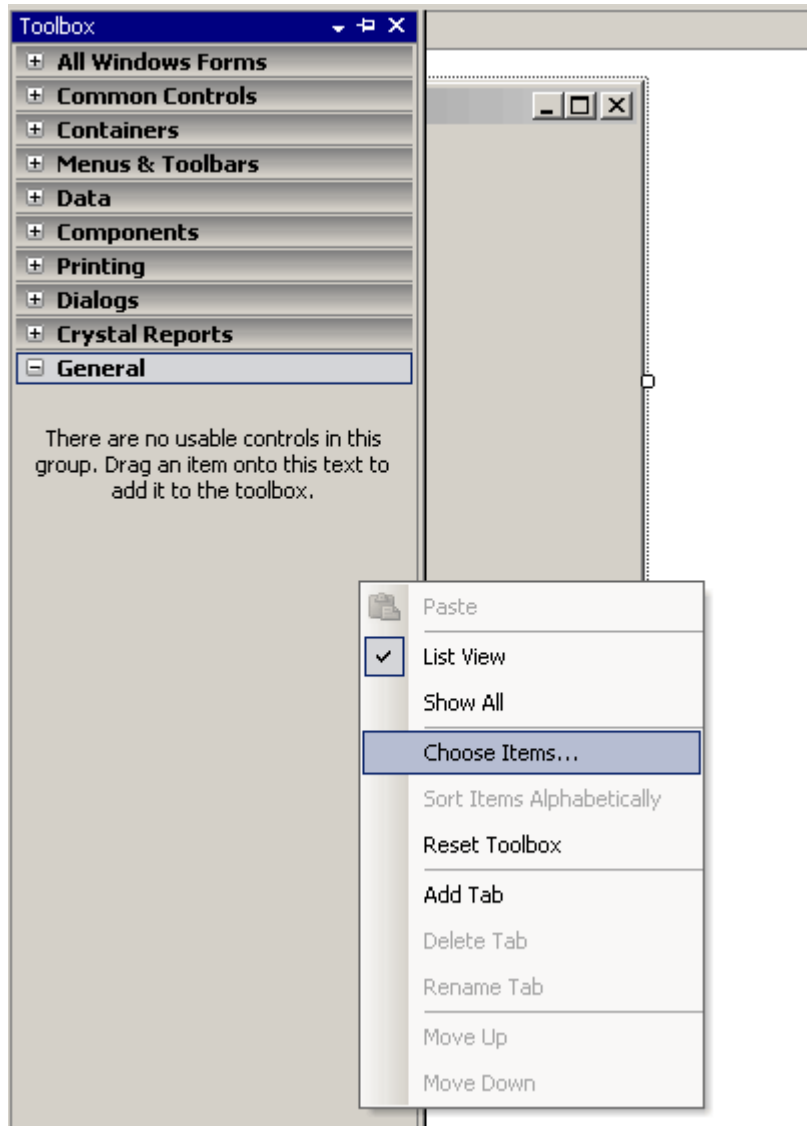 Toolbox
All Windows Forms
Common Controls
Containers
Menus & Toolbars
Data
Components
Printing
Dialogs
Crystal Reports
General
There are no usable controls in this
group. Drag an item onto this text to
add it to the toolbox.
Paste
List View
Show All
Choose Items...
Sort Items Alphabetically
Reset Toolbox
Add Tab
Delete Tab
Rename Tab
Move Up
Move Down